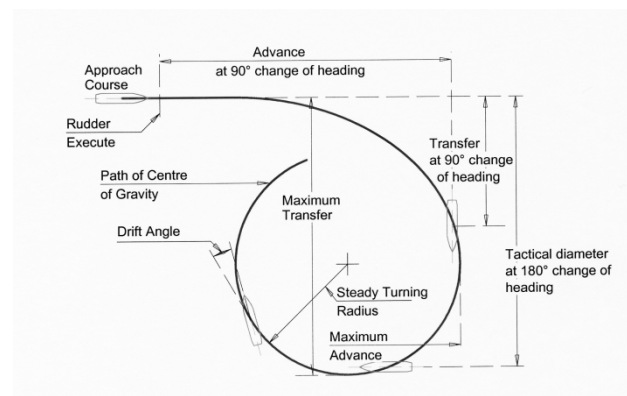 Advance
at 90° change of heading
Approach
Course
Rudder
Execute
Transfer
at 90° change
of heading
Path of Centre
of Gravity
Maximum
Transfer
Drift Angle
Tactical diameter
at 180° change of
heading
Steady Turning
Radius
Maximum
Advance